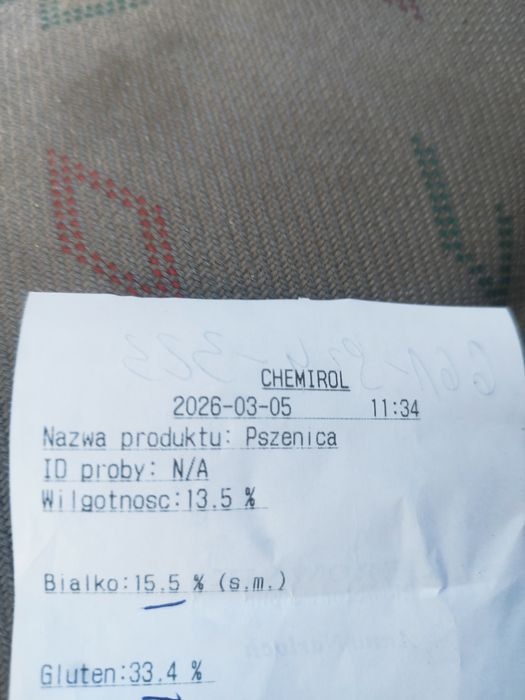 CHEMIROL
2026-03-05 11:34
Nazwa produktu: Pszenica
ID proby: N/A
Wilgotnosc:13.5 %
Bialko:15.5 % (s.m.)
Gluten:33.4 %